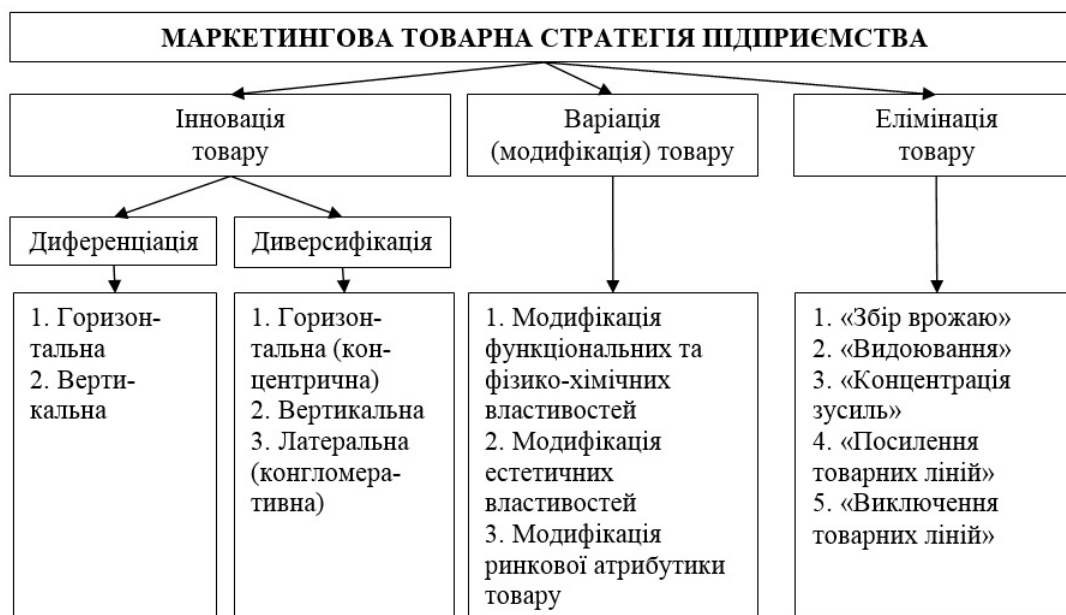 МАРКЕТИНГОВА ТОВАРНА СТРАТЕГІЯ ПІДПРИЄМСТВА
Інновація
товару
Варіація
(модифікація) товару
Елімінація
товару
Диференціація
Диверсифікація
1. Горизон-
тальна
2. Верти-
кальна
1. Горизон-
тальна (кон-
центрична)
2. Вертикальна
3. Латеральна
(конгломера-
тивна)
1. Модифікація
функціональних та
фізико-хімічних
властивостей
2. Модифікація
естетичних
властивостей
3. Модифікація
ринкової атрибутики
товару
1. «Збір врожаю»
2. «Видоювання»
3. «Концентрація
зусиль»
4. «Посилення
товарних ліній»
5. «Виключення
товарних ліній»